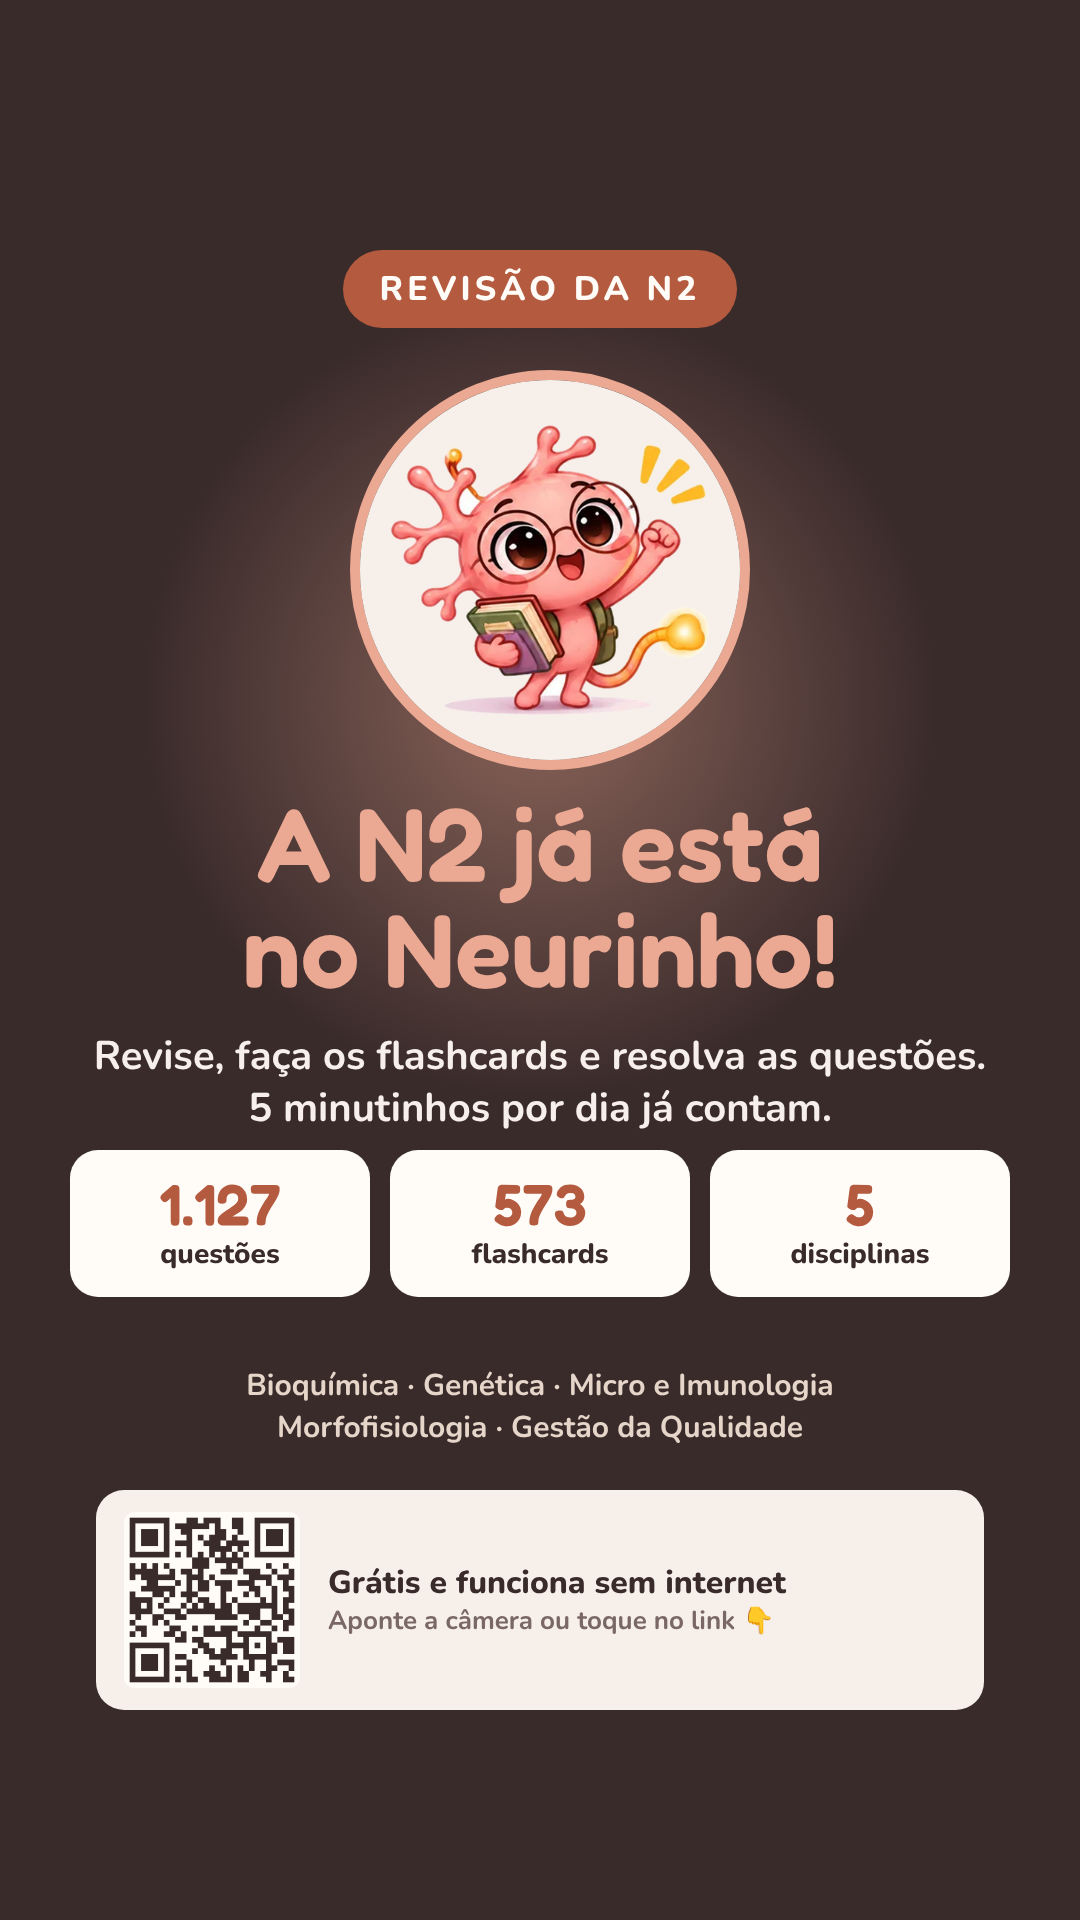 REVISÃO DA N2
A N2 já está
no Neurinho!
Revise, faça os flashcards e resolva as questões.
5 minutinhos por dia já contam.
1.127
questões
573
flashcards
5
disciplinas
Bioquímica · Genética · Micro e Imunologia
Morfofisiologia · Gestão da Qualidade
Grátis e funciona sem internet
Aponte a câmera ou toque no link 👇